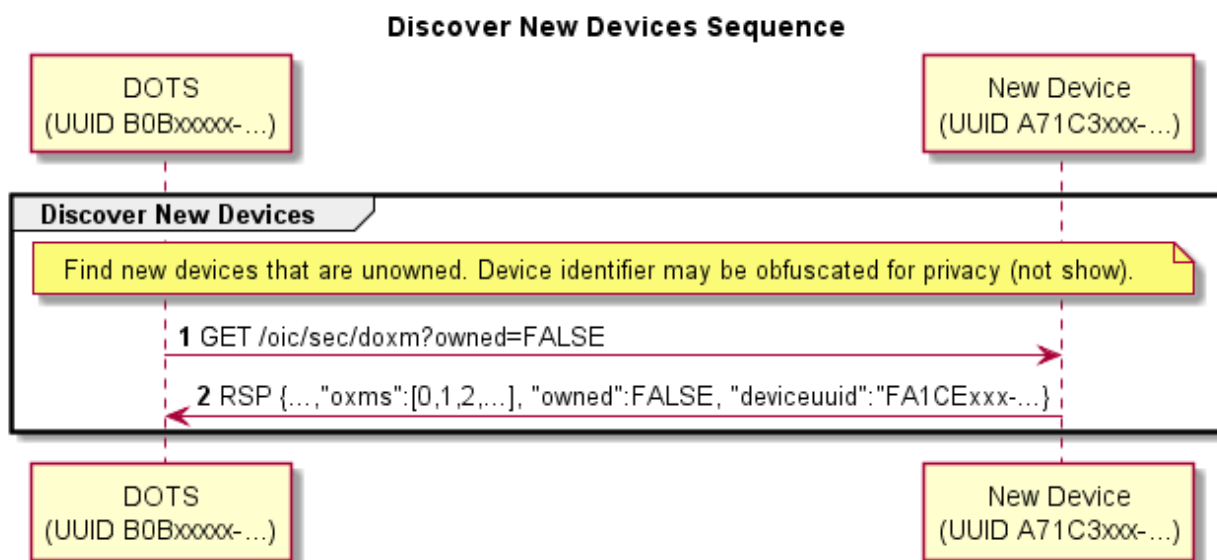 Discover New Devices Sequence
DOTS
(UUID B0Bxxxxx-...)
New Device
(UUID A71C3xxx-...)
Discover New Devices
Find new devices that are unowned. Device identifier may be obfuscated for privacy (not show).
1 GET /oic/sec/doxm?owned=FALSE
2 RSP {...,"oxms":[0,1,2,...], "owned":FALSE, "deviceuuid":"FA1CExxx-...}
DOTS
(UUID B0Bxxxxx-...)
New Device
(UUID A71C3xxx-...)